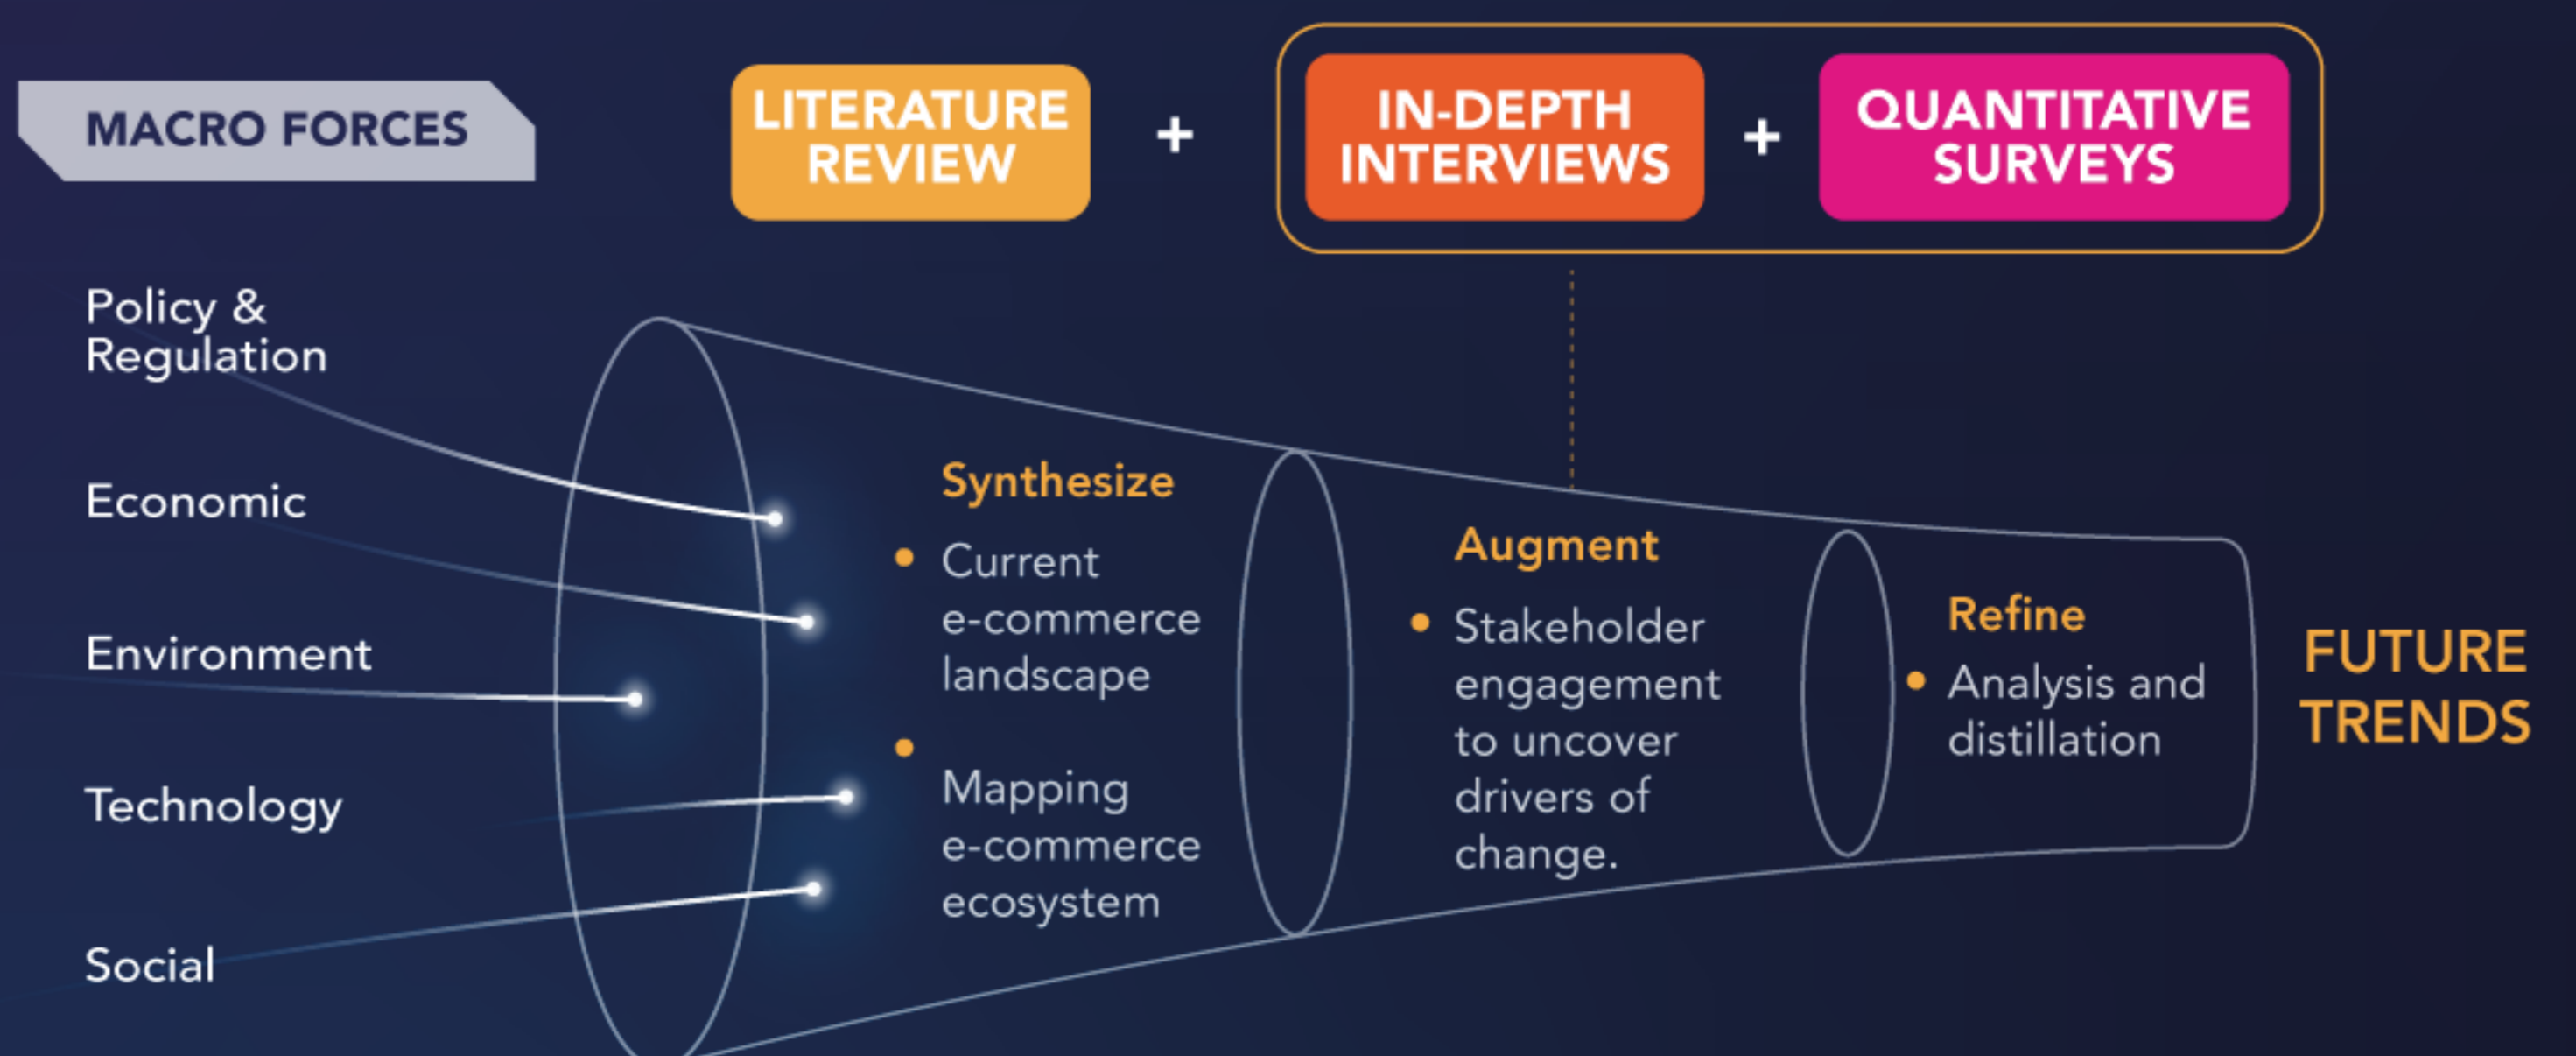 MACRO FORCES
LITERATURE
REVIEW
+
IN-DEPTH
INTERVIEWS
+
QUANTITATIVE
SURVEYS
Policy &
Regulation
Economic
Environment
Technology
Social
Synthesize
• Current
e-commerce
landscape
•
Mapping
e-commerce
ecosystem
Augment
• Stakeholder
engagement
to uncover
drivers of
change.
Refine
• Analysis and
distillation
FUTURE
TRENDS